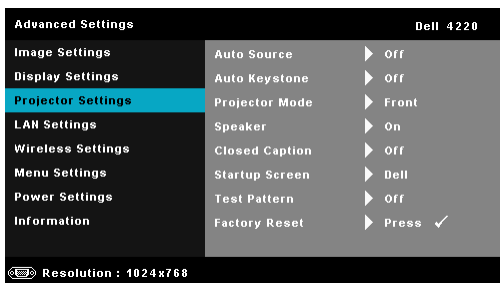 Advanced Settings Dell 4220
Image Settings
Display Settings
Projector Settings
LAN Settings
Wireless Settings
Menu Settings
Power Settings
Information
Auto Source Off
Auto Keystone Off
Projector Mode Front
Speaker On
Closed Caption Off
Startup Screen Dell
Test Pattern Off
Factory Reset Press
Resolution : 1024x768